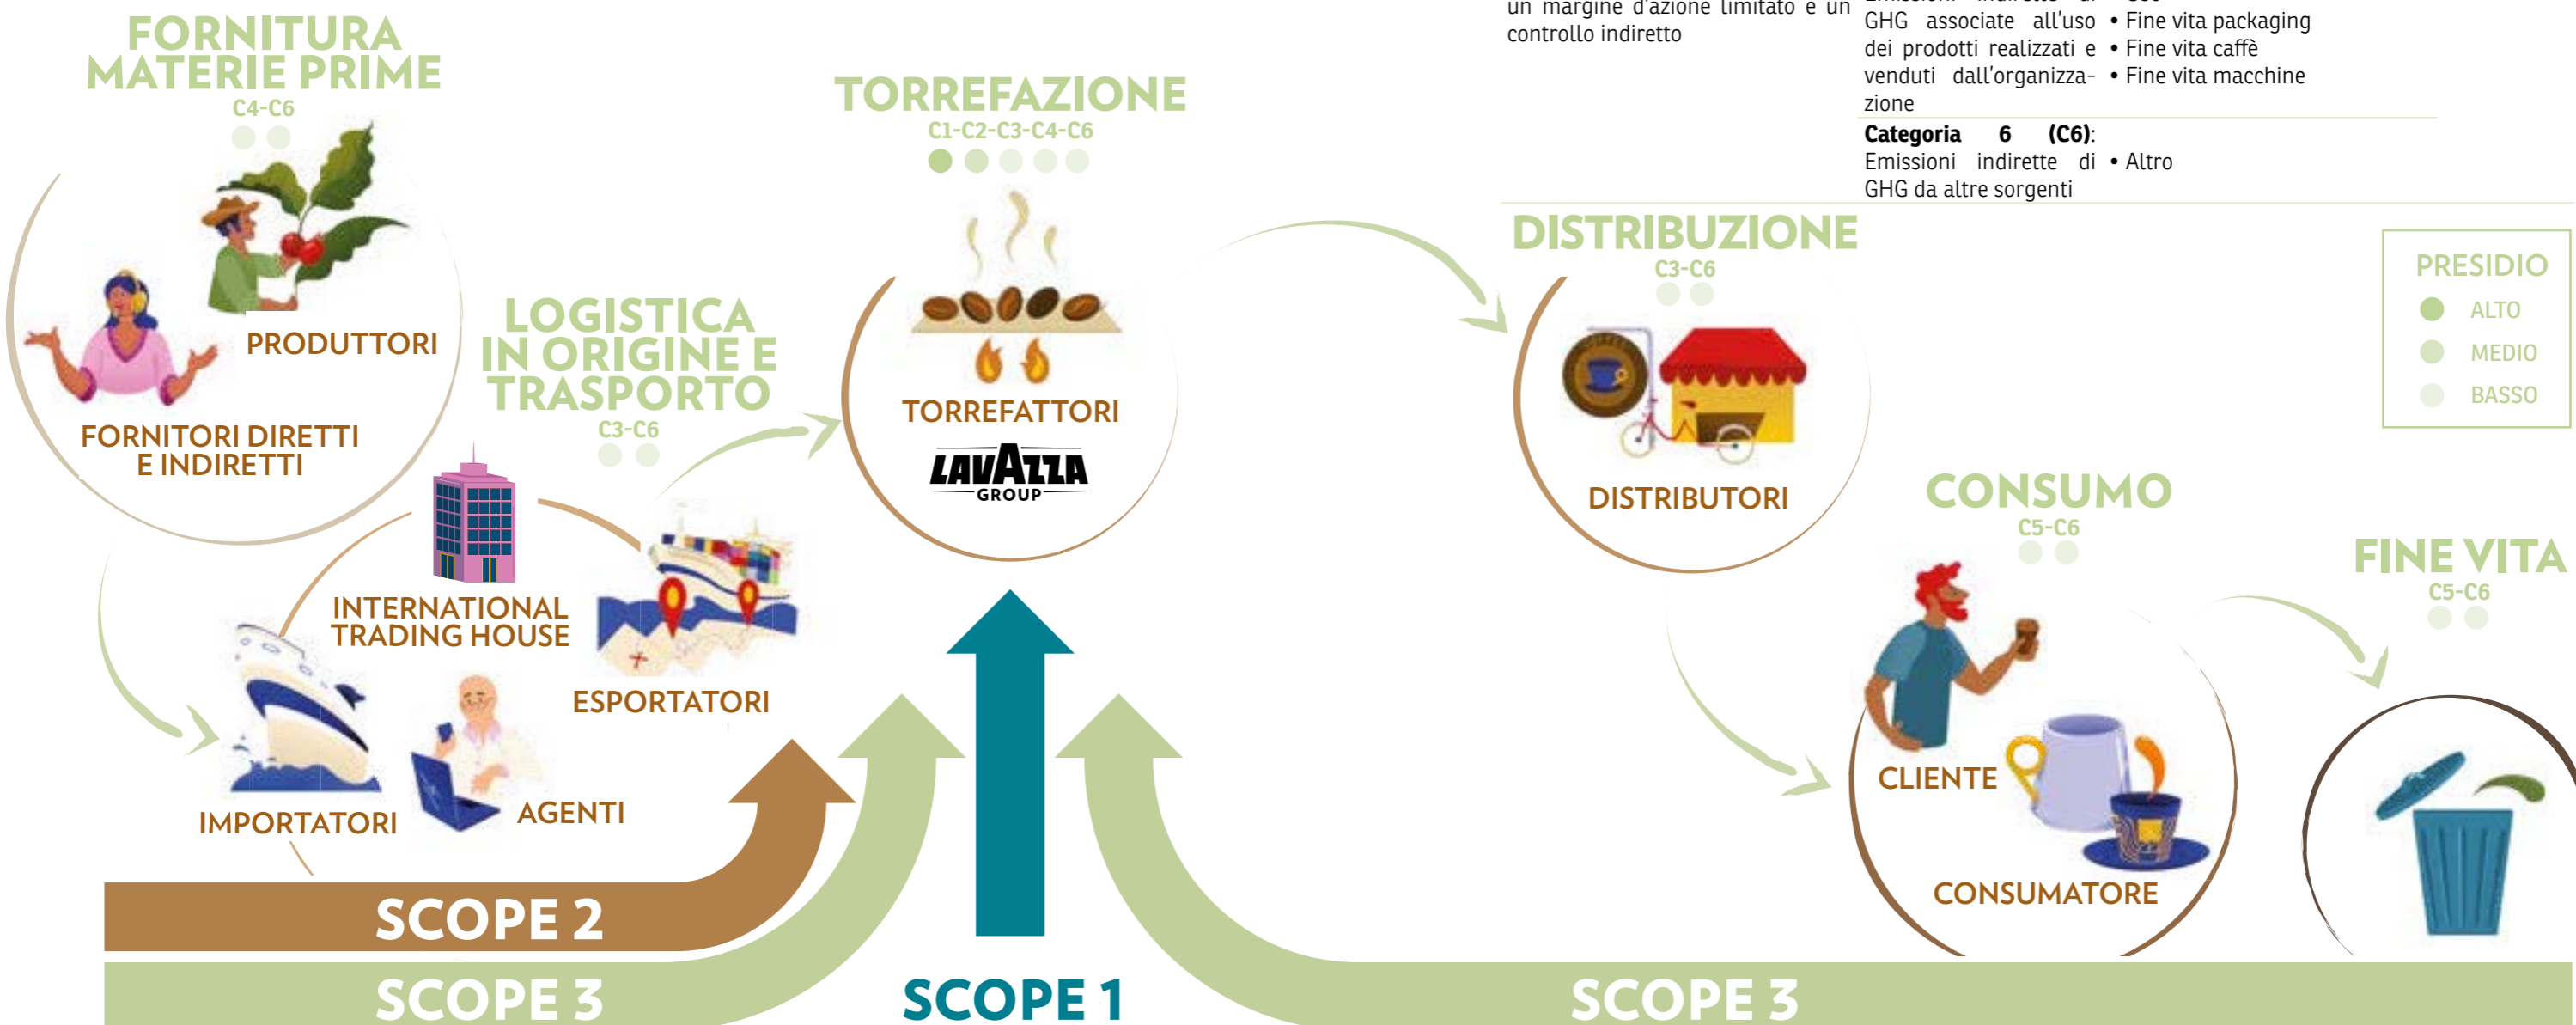 un margine d'azione limitato e un
controllo indiretto
GHG associate all'uso
dei prodotti realizzati e
venduti dall'organizza-
zione
• Fine vita packaging
• Fine vita caffè
• Fine vita macchine
Categoria 6 (C6):
Emissioni indirette di
GHG da altre sorgenti
• Altro
FORNITURA
MATERIE PRIME
C4-C6
PRODUTTORI
FORNITORI DIRETTI
E INDIRETTI
LOGISTICA
IN ORIGINE E
TRASPORTO
C3-C6
INTERNATIONAL
TRADING HOUSE
ESPORTATORI
IMPORTATORI
AGENTI
TORREFAZIONE
C1-C2-C3-C4-C6
TORREFATTORI
LAVAZZA
GROUP
DISTRIBUZIONE
C3-C6
DISTRIBUTORI
PRESIDIO
ALTO
MEDIO
BASSO
CONSUMO
C5-C6
CLIENTE
CONSUMATORE
FINE VITA
C5-C6
SCOPE 2
SCOPE 3
SCOPE 1
SCOPE 3